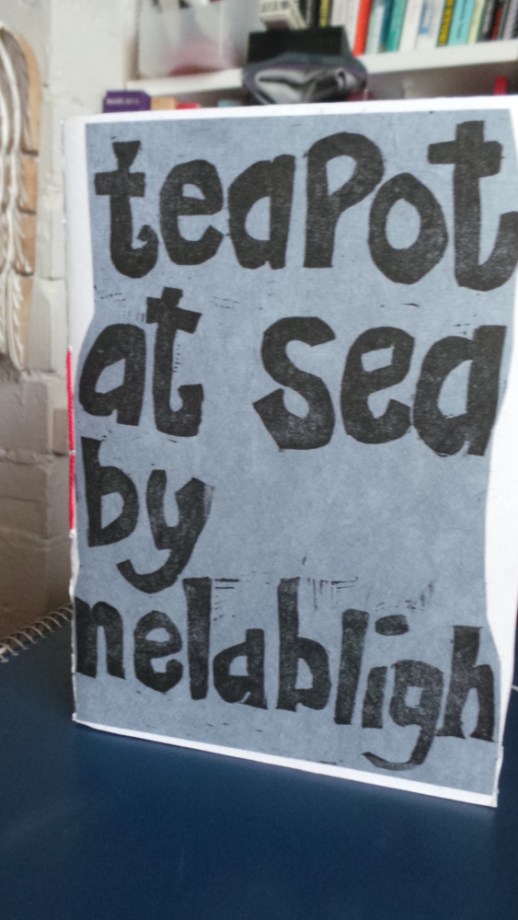 teapot
at sea
by
nelabligh